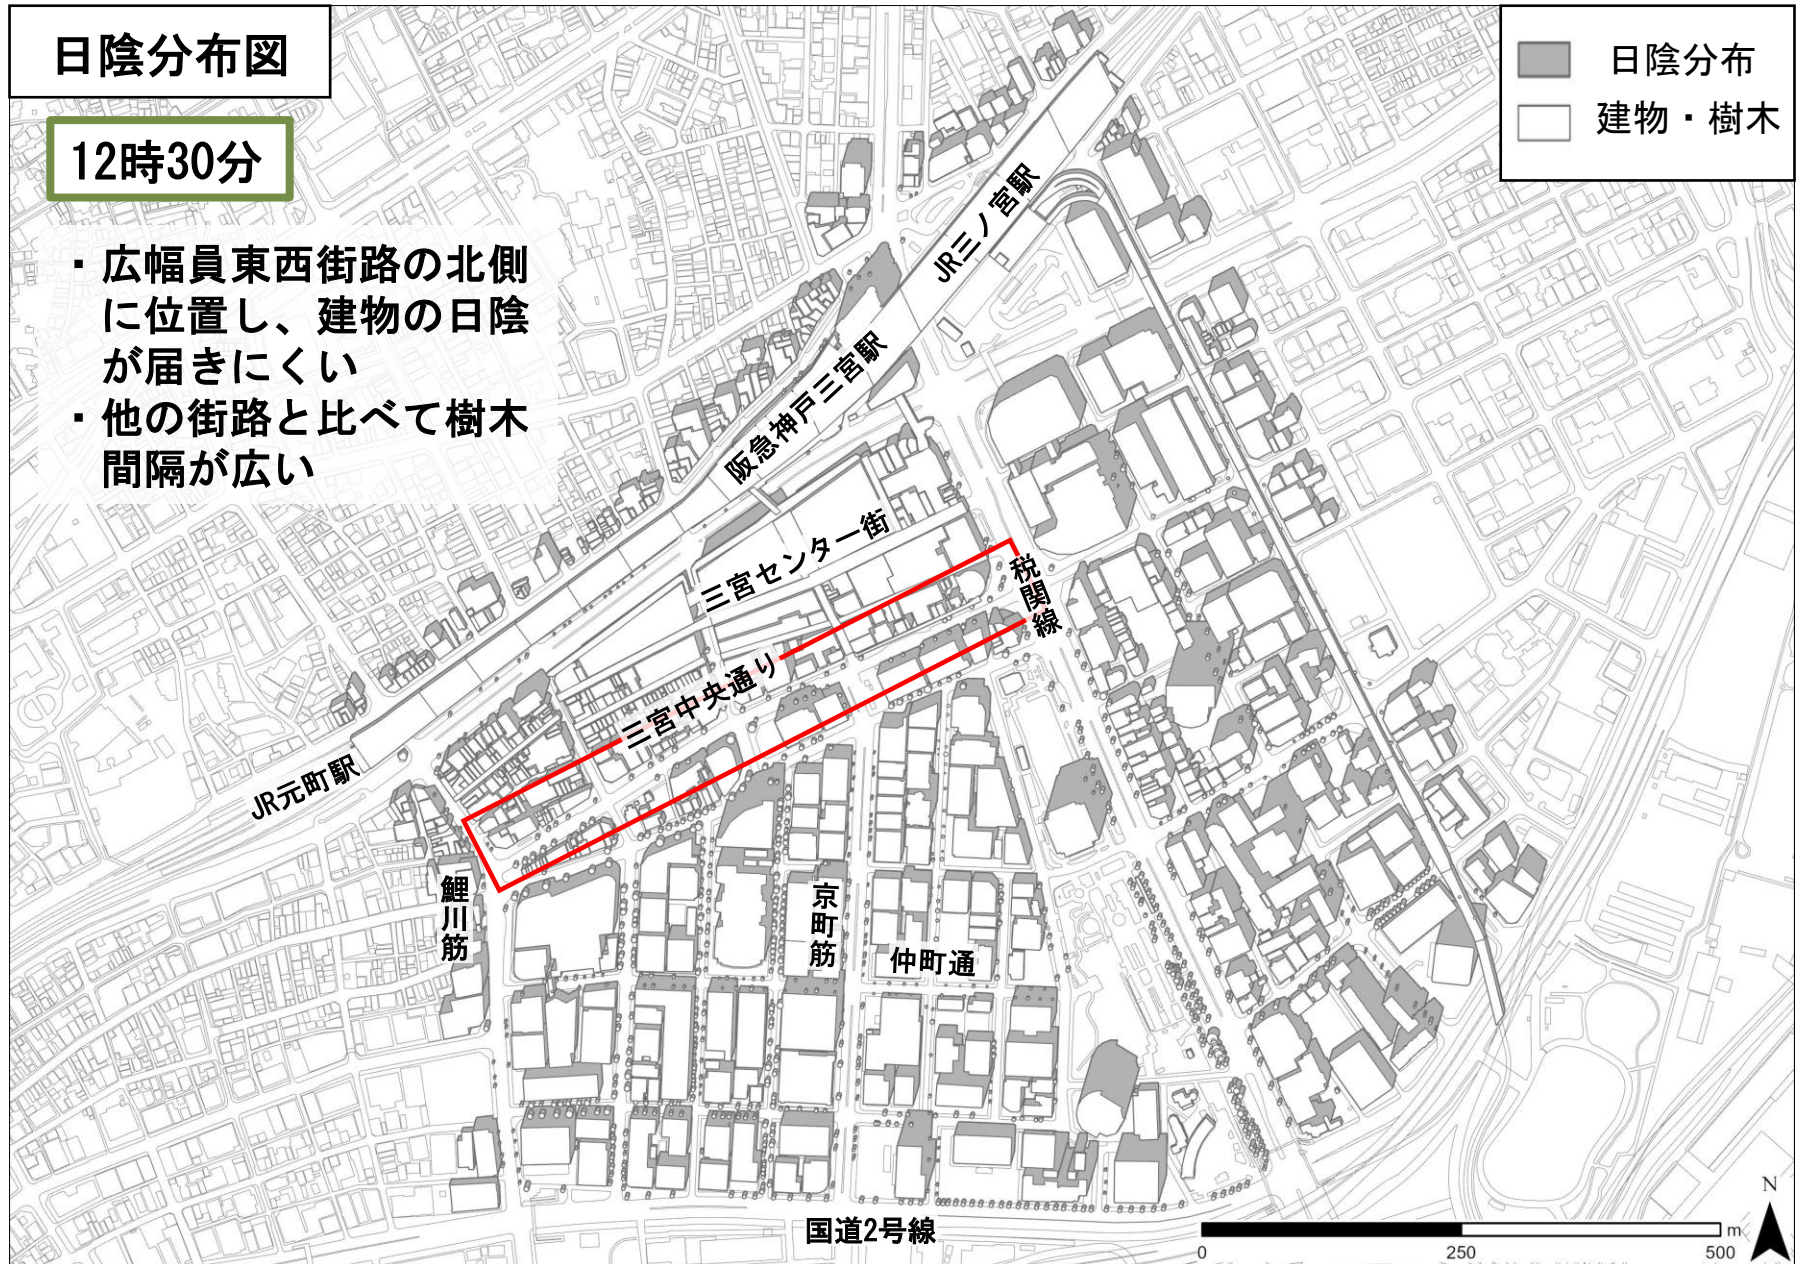 日陰分布図
12時30分
・広幅員東西街路の北側
に位置し、建物の日陰
が届きにくい
・他の街路と比べて樹木
間隔が広い
日陰分布
建物・樹木
JR三ノ宮駅
阪急神戸三宮駅
三宮センター街
税関線
三宮中央通り
JR元町駅
鯉川筋
京町筋
仲町通
国道2号線
N
m
0 250 500